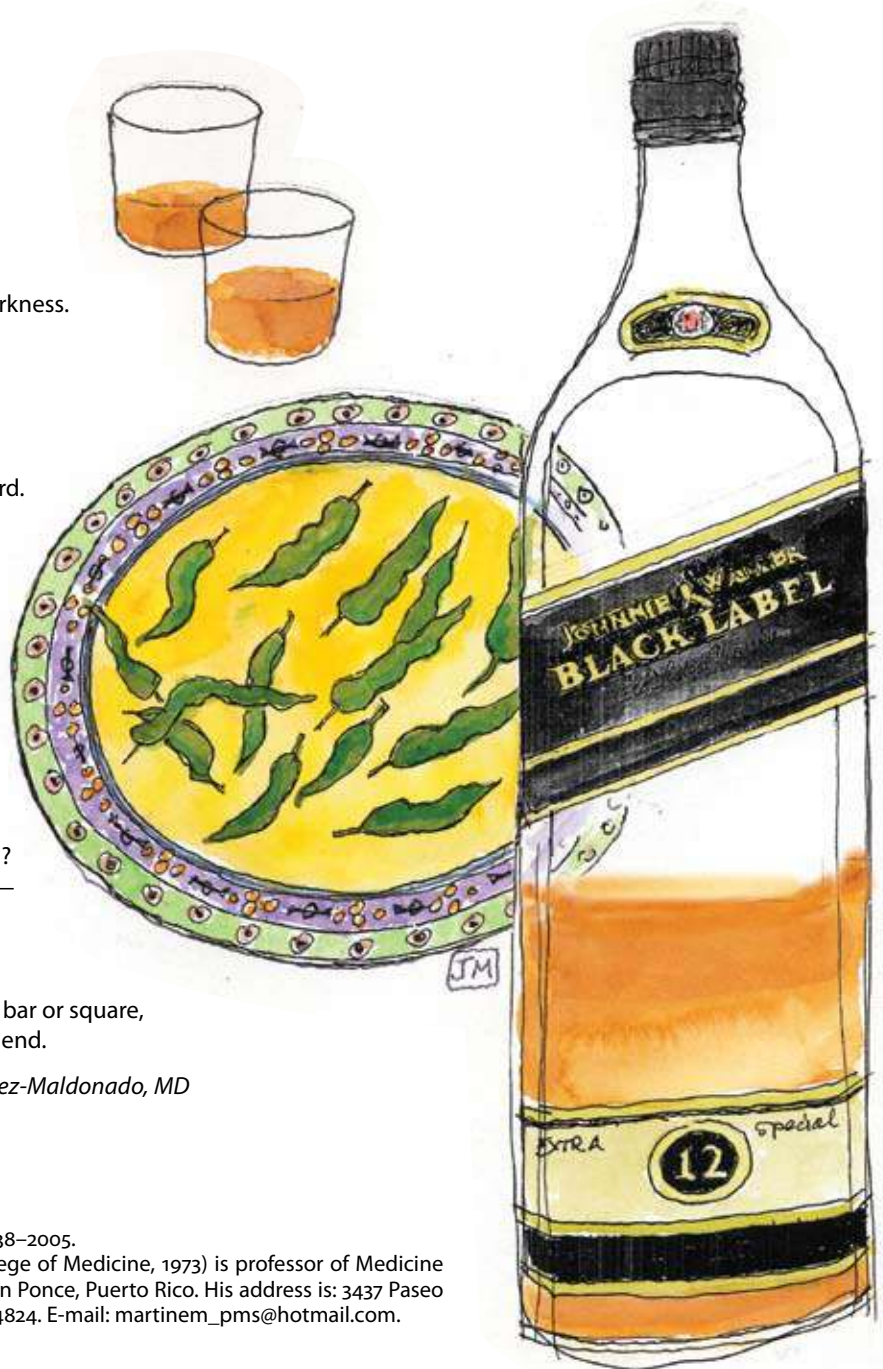 rkness.
rd.
JOHNNIE WALKER
BLACK LABEL
?
—
JM
bar or square,
end.
ez-Maldonado, MD
EXTRA special
12
38–2005.
ege of Medicine, 1973) is professor of Medicine
n Ponce, Puerto Rico. His address is: 3437 Paseo
4824. E-mail: martinem_pms@hotmail.com.